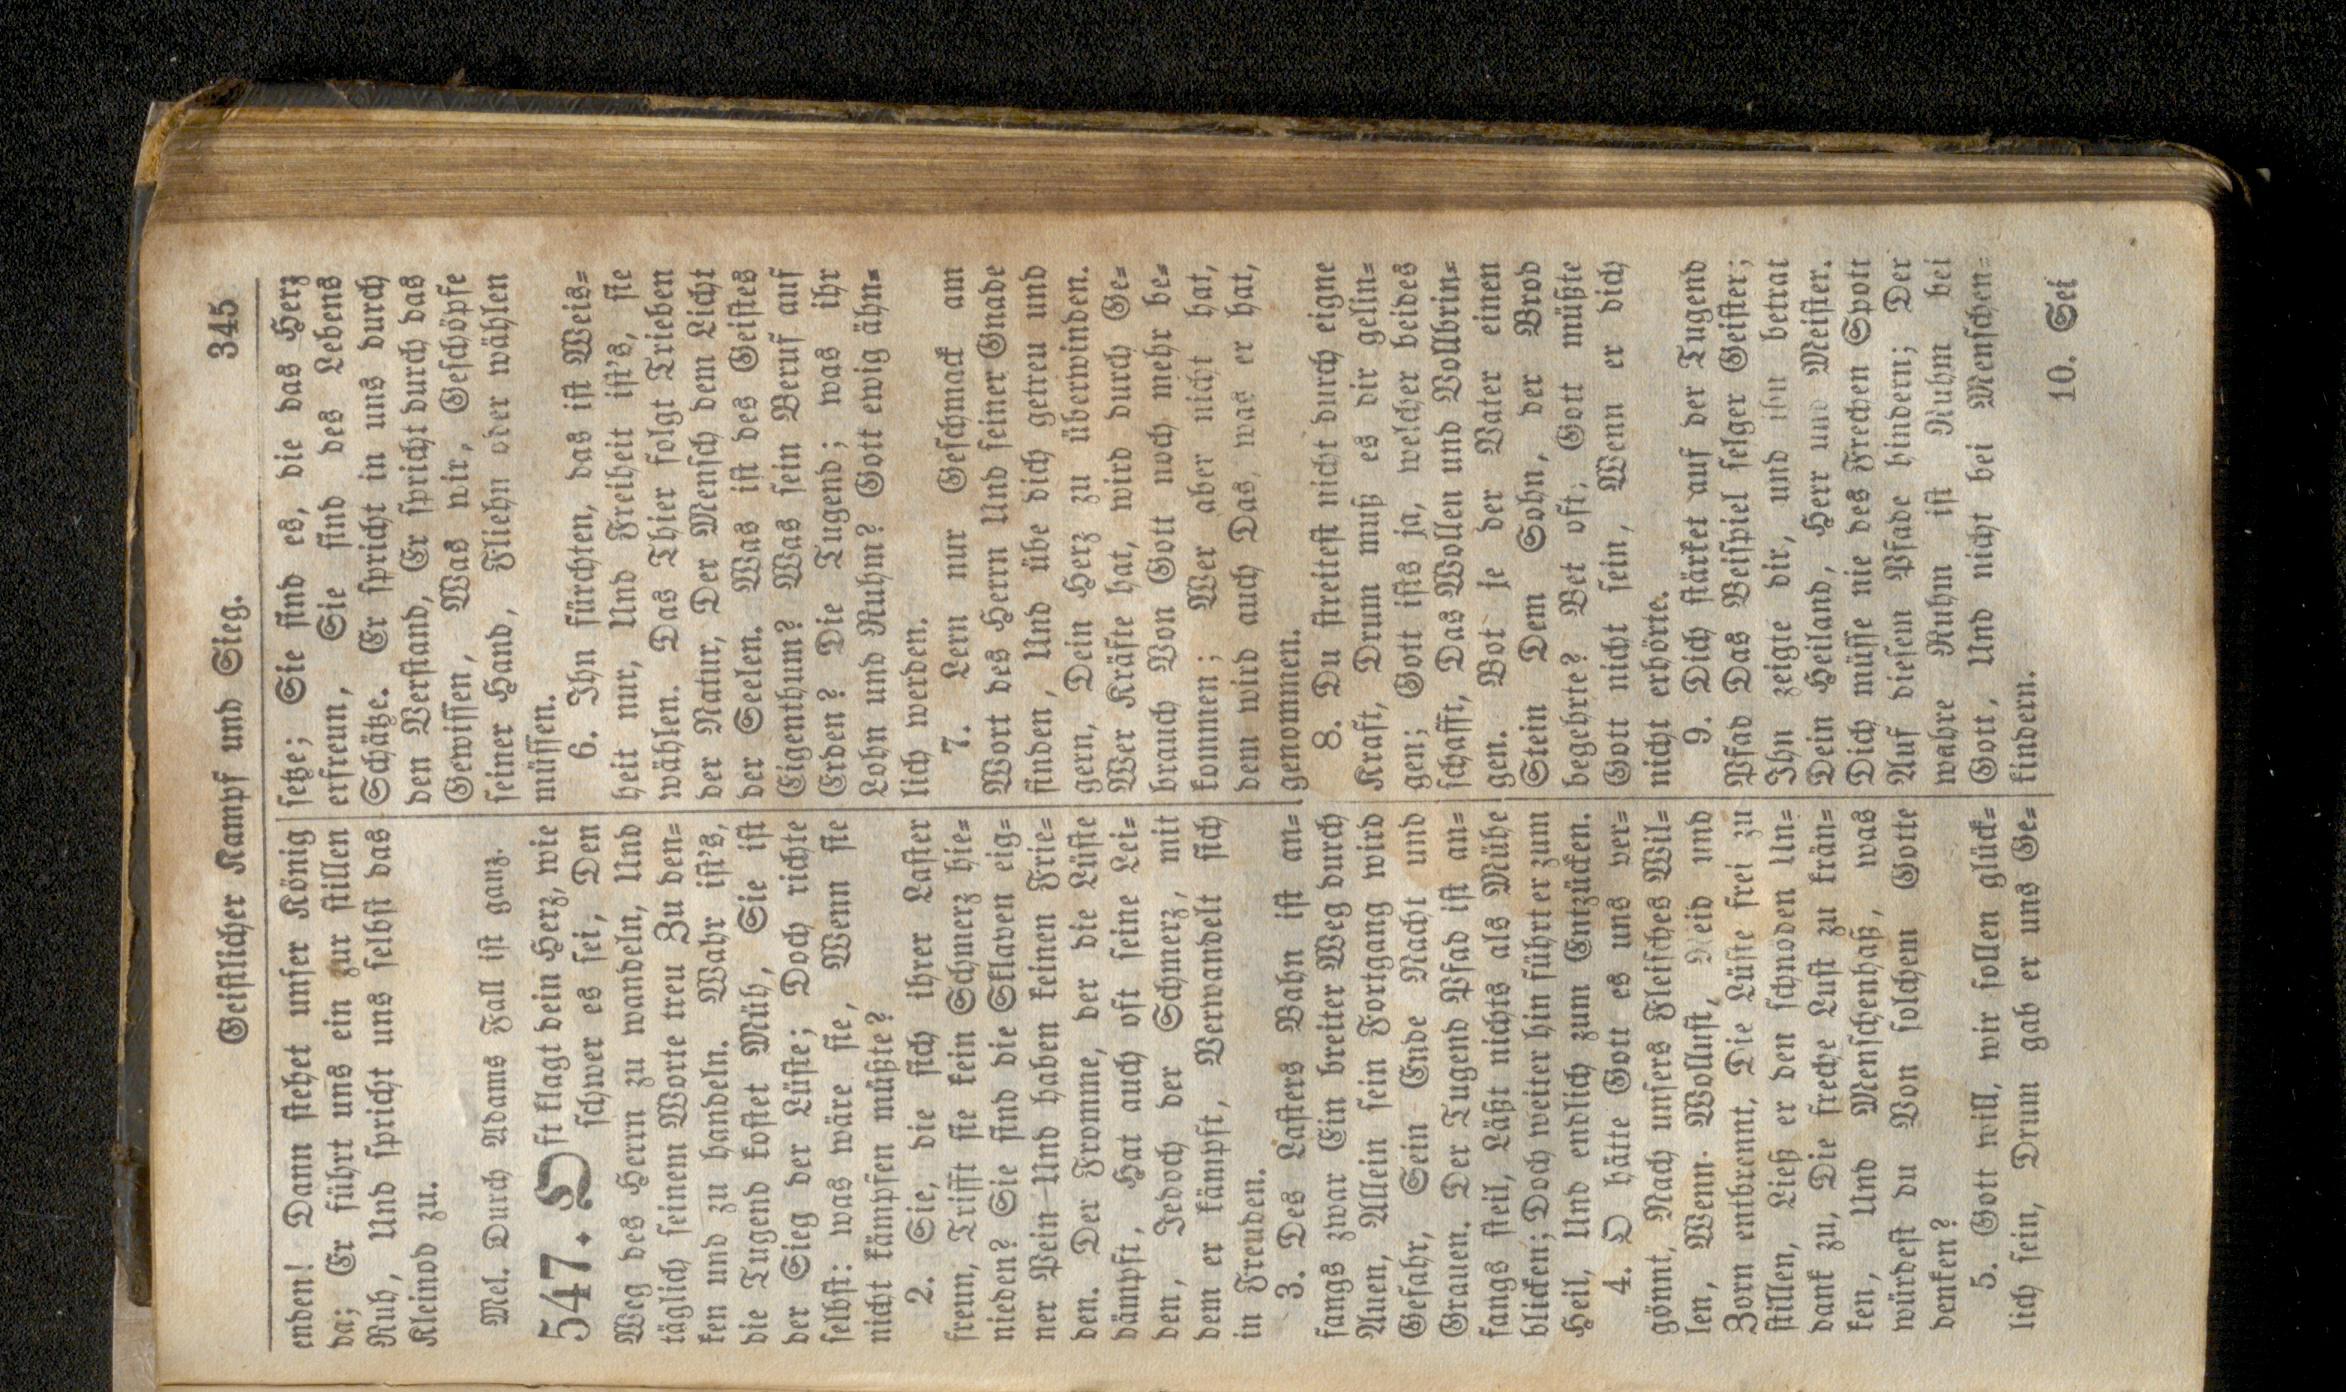 Geistlicher Kampf und Sieg. 345
enden! Dann stehet unser König
da; Er führt uns ein zur stillen
Ruh, Und spricht uns selbst das
Kleinod zu.
Mel. Durch Adams Fall ist ganz.
547. Oft klagt dein Herz, wie
schwer es sei, Den
Weg des Herrn zu wandeln, Und
täglich seinem Worte treu Zu den=
ken und zu handeln. Wahr ist's,
die Tugend kostet Müh, Sie ist
der Sieg der Lüste; Doch richte
selbst: was wäre sie, Wenn sie
nicht kämpfen müßte?
2. Sie, die sich ihrer Laster
freun, Trifft sie kein Schmerz hie=
nieden? Sie sind die Sklaven eig=
ner Pein Und haben keinen Frie=
den. Der Fromme, der die Lüste
dämpft, Hat auch oft seine Lei=
den, Jedoch der Schmerz, mit
dem er kämpft, Verwandelt sich
in Freuden.
3. Des Lasters Bahn ist an=
fangs zwar Ein breiter Weg durch
Auen, Allein sein Fortgang wird
Gefahr, Sein Ende Nacht und
Grauen. Der Tugend Pfad ist an=
fangs steil, Läßt nichts als Mühe
blicken; Doch weiter hin führt er zum
Heil, Und endlich zum Entzücken.
4. O hätte Gott es uns ver=
gönnt, Nach unsers Fleisches Wil=
len, Wenn Wollust, Neid und
Zorn entbrennt, Die Lüste frei zu
stillen, Ließ er den schnoden Un=
dank zu, Die freche Lust zu krän=
ken, Und Menschenhaß, was
würdest du Von solchem Gotte
denken?
5. Gott will, wir sollen glück=
lich sein, Drum gab er uns Ge=
setze; Sie sind es, die das Herz
erfreun, Sie sind des Lebens
Schätze. Er spricht in uns durch
den Verstand, Er spricht durch das
Gewissen, Was wir, Geschöpfe
seiner Hand, Fliehn oder wählen
müssen.
6. Ihn fürchten, das ist Weis=
heit nur, Und Freiheit ist's, sie
wählen. Das Thier folgt Trieben
der Natur, Der Mensch dem Licht
der Seelen. Was ist des Geistes
Eigenthum? Was sein Beruf auf
Erden? Die Tugend; was ihr
Lohn und Ruhm? Gott ewig ähn=
lich werden.
7. Lern nur Geschmack am
Wort des Herrn Und seiner Gnade
finden, Und übe dich getreu und
gern, Dein Herz zu überwinden.
Wer Kräfte hat, wird durch Ge=
brauch Von Gott noch mehr be=
kommen; Wer aber nicht hat,
dem wird auch Das, was er hat,
genommen.
8. Du streitest nicht durch eigne
Kraft, Drum muß es dir gelin=
gen; Gott ists ja, welcher beides
schafft, Das Wollen und Vollbrin=
gen. Wot je der Vater einen
Stein Dem Sohn, der Brod
begehrte? Bet oft; Gott müßte
Gott nicht sein, Wenn er dich
nicht erhörte.
9. Dich stärket auf der Tugend
Pfad Das Beispiel selger Geister;
Ihn zeigte dir, und ihn betrat
Dein Heiland, Herr und Meister.
Dich müsse nie des Frechen Spott
Auf diesem Pfade hindern; Der
wahre Ruhm ist Ruhm bei
Gott, Und nicht bei Menschen=
kindern.
10. Sei